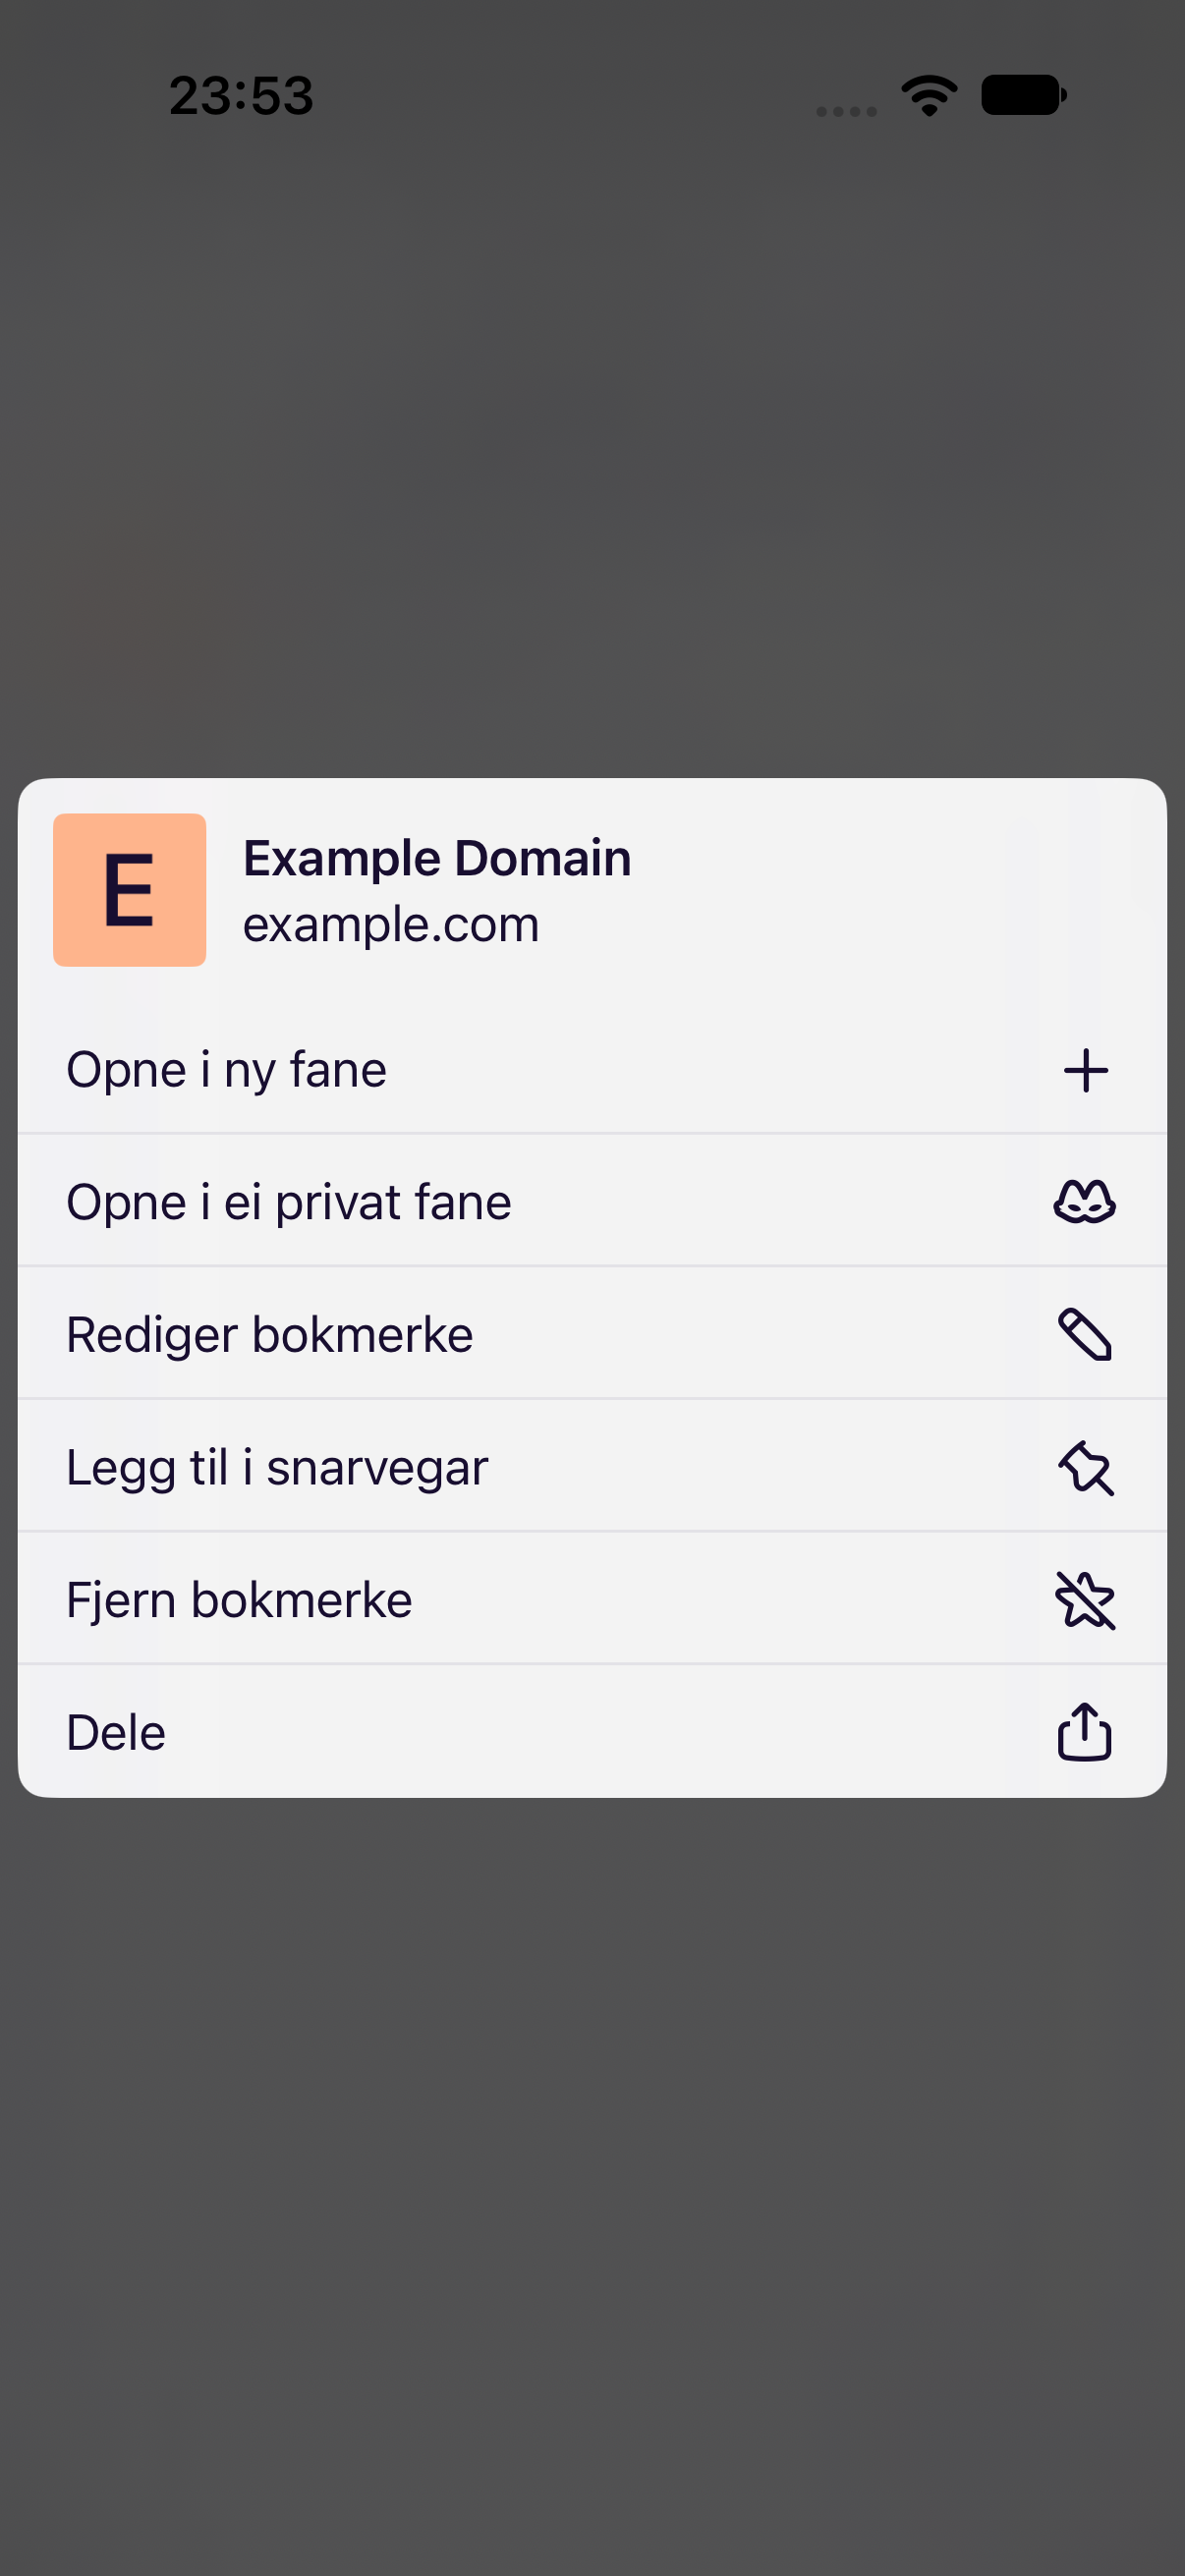 23:53
E
Example Domain
example.com
Opne i ny fane
Opne i ei privat fane
Rediger bokmerke
Legg til i snarvegar
Fjern bokmerke
Dele